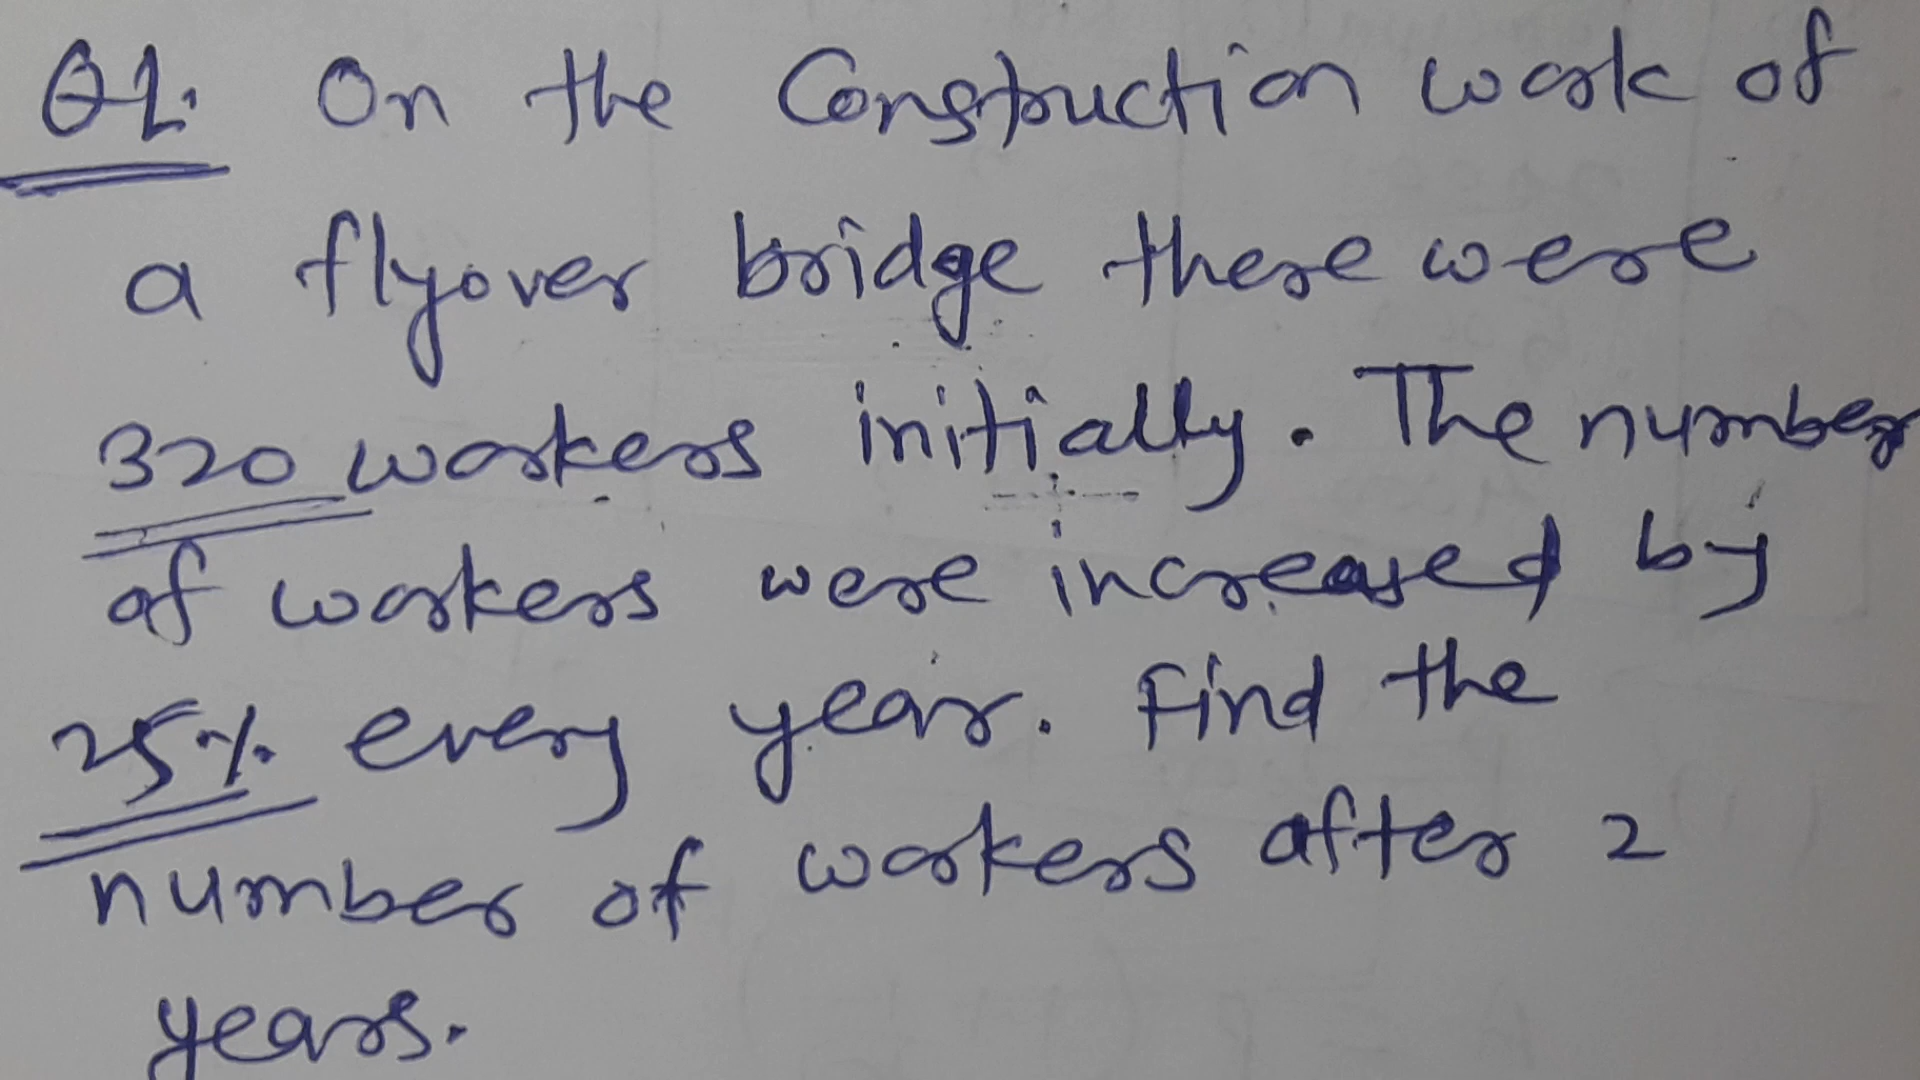 Q1. On the Construction work of
a flyover bridge there were
320 workers initially. The number
of workers were increased by
25% every year. Find the
number of workers after 2
years.